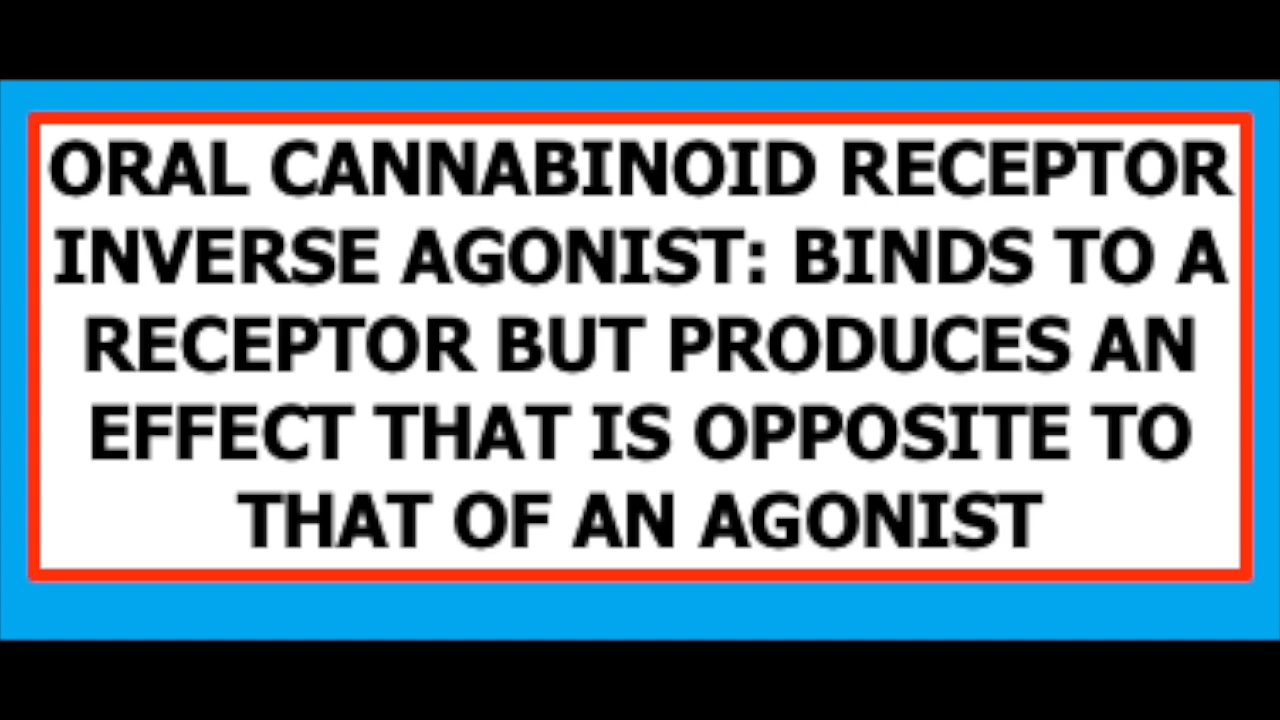 ORAL CANNABINOID RECEPTOR
INVERSE AGONIST: BINDS TO A
RECEPTOR BUT PRODUCES AN
EFFECT THAT IS OPPOSITE TO
THAT OF AN AGONIST